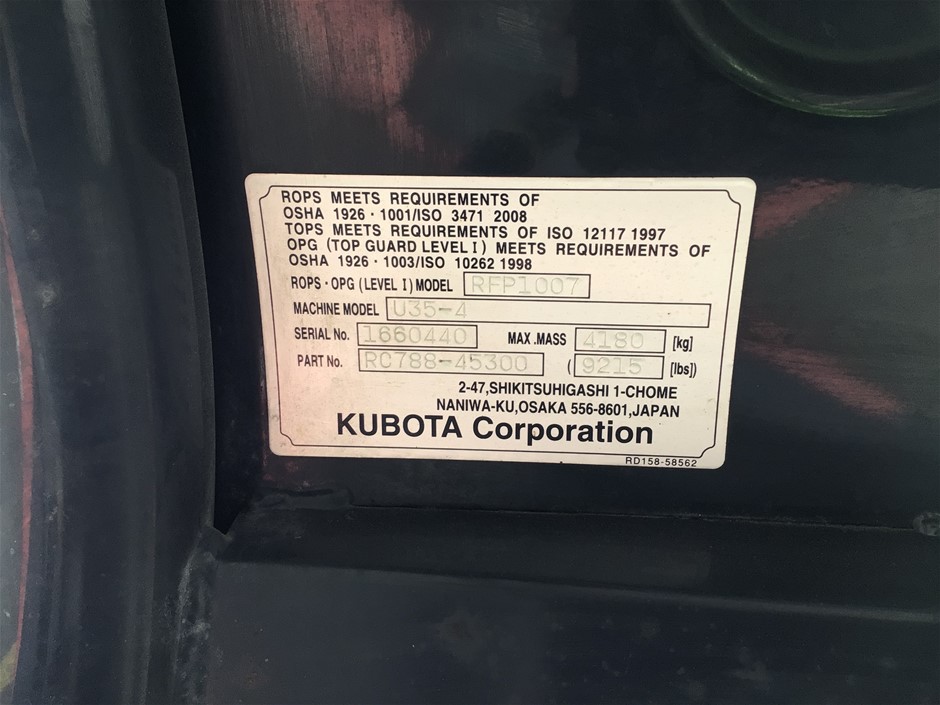 ROPS MEETS REQUIREMENTS OF
OSHA 1926・1001/ISO 3471 2008
TOPS MEETS REQUIREMENTS OF ISO 12117 1997
OPG (TOP GUARD LEVEL I) MEETS REQUIREMENTS OF
OSHA 1926・1003/ISO 10262 1998
ROPS・OPG (LEVEL I) MODEL RFP1007
MACHINE MODEL U35-4
SERIAL No. 1660440 MAX.MASS 4180 [kg]
PART No. RC788-45300 (9215 [lbs])
2-47,SHIKITSUHIGASHI 1-CHOME
NANIWA-KU,OSAKA 556-8601,JAPAN
KUBOTA Corporation
RD158-58562